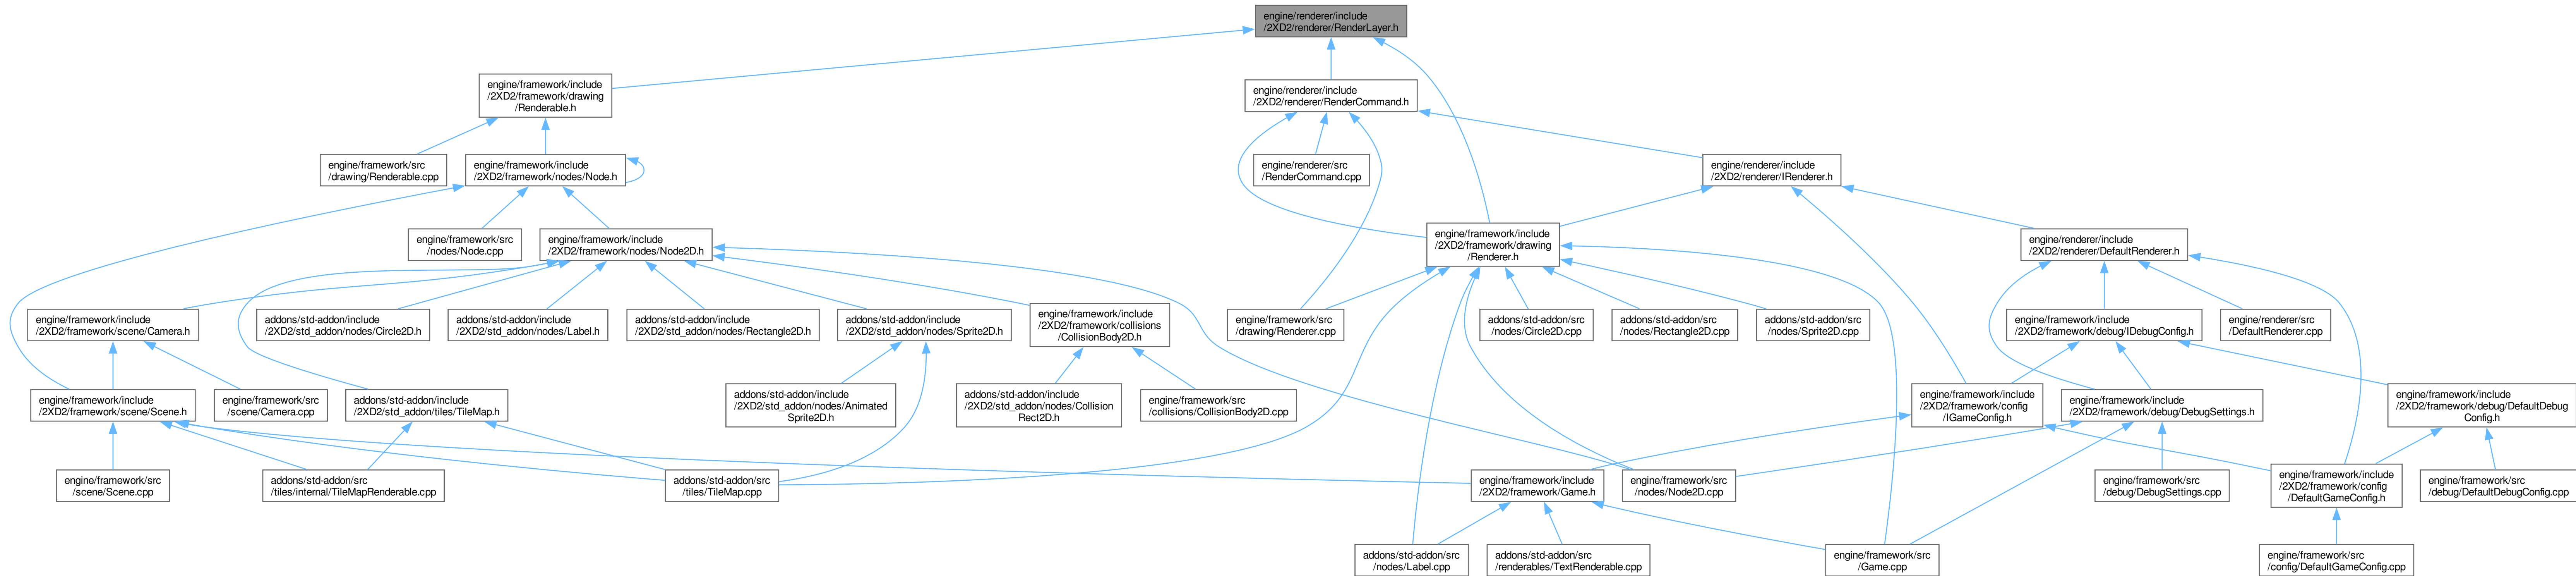 engine/renderer/include
/2XD2/renderer/RenderLayer.h
engine/framework/include
/2XD2/framework/drawing
/Renderable.h
engine/renderer/include
/2XD2/renderer/RenderCommand.h
engine/framework/src
/drawing/Renderable.cpp
engine/framework/include
/2XD2/framework/nodes/Node.h
engine/renderer/src
/RenderCommand.cpp
engine/renderer/include
/2XD2/renderer/IRenderer.h
engine/framework/src
/nodes/Node.cpp
engine/framework/include
/2XD2/framework/nodes/Node2D.h
engine/framework/include
/2XD2/framework/drawing
/Renderer.h
engine/renderer/include
/2XD2/renderer/DefaultRenderer.h
engine/framework/include
/2XD2/framework/scene/Camera.h
addons/std-addon/include
/2XD2/std_addon/nodes/Circle2D.h
addons/std-addon/include
/2XD2/std_addon/nodes/Label.h
addons/std-addon/include
/2XD2/std_addon/nodes/Rectangle2D.h
addons/std-addon/include
/2XD2/std_addon/nodes/Sprite2D.h
engine/framework/include
/2XD2/framework/collisions
/CollisionBody2D.h
engine/framework/src
/drawing/Renderer.cpp
addons/std-addon/src
/nodes/Circle2D.cpp
addons/std-addon/src
/nodes/Rectangle2D.cpp
addons/std-addon/src
/nodes/Sprite2D.cpp
engine/framework/include
/2XD2/framework/debug/IDebugConfig.h
engine/renderer/src
/DefaultRenderer.cpp
engine/framework/include
/2XD2/framework/scene/Scene.h
engine/framework/src
/scene/Camera.cpp
addons/std-addon/include
/2XD2/std_addon/tiles/TileMap.h
addons/std-addon/include
/2XD2/std_addon/nodes/Animated
Sprite2D.h
addons/std-addon/include
/2XD2/std_addon/nodes/Collision
Rect2D.h
engine/framework/src
/collisions/CollisionBody2D.cpp
engine/framework/include
/2XD2/framework/config
/IGameConfig.h
engine/framework/include
/2XD2/framework/debug/DebugSettings.h
engine/framework/include
/2XD2/framework/debug/DefaultDebug
Config.h
engine/framework/src
/scene/Scene.cpp
addons/std-addon/src
/tiles/internal/TileMapRenderable.cpp
addons/std-addon/src
/tiles/TileMap.cpp
engine/framework/include
/2XD2/framework/Game.h
engine/framework/src
/nodes/Node2D.cpp
engine/framework/src
/debug/DebugSettings.cpp
engine/framework/include
/2XD2/framework/config
/DefaultGameConfig.h
engine/framework/src
/debug/DefaultDebugConfig.cpp
addons/std-addon/src
/nodes/Label.cpp
addons/std-addon/src
/renderables/TextRenderable.cpp
engine/framework/src
/Game.cpp
engine/framework/src
/config/DefaultGameConfig.cpp